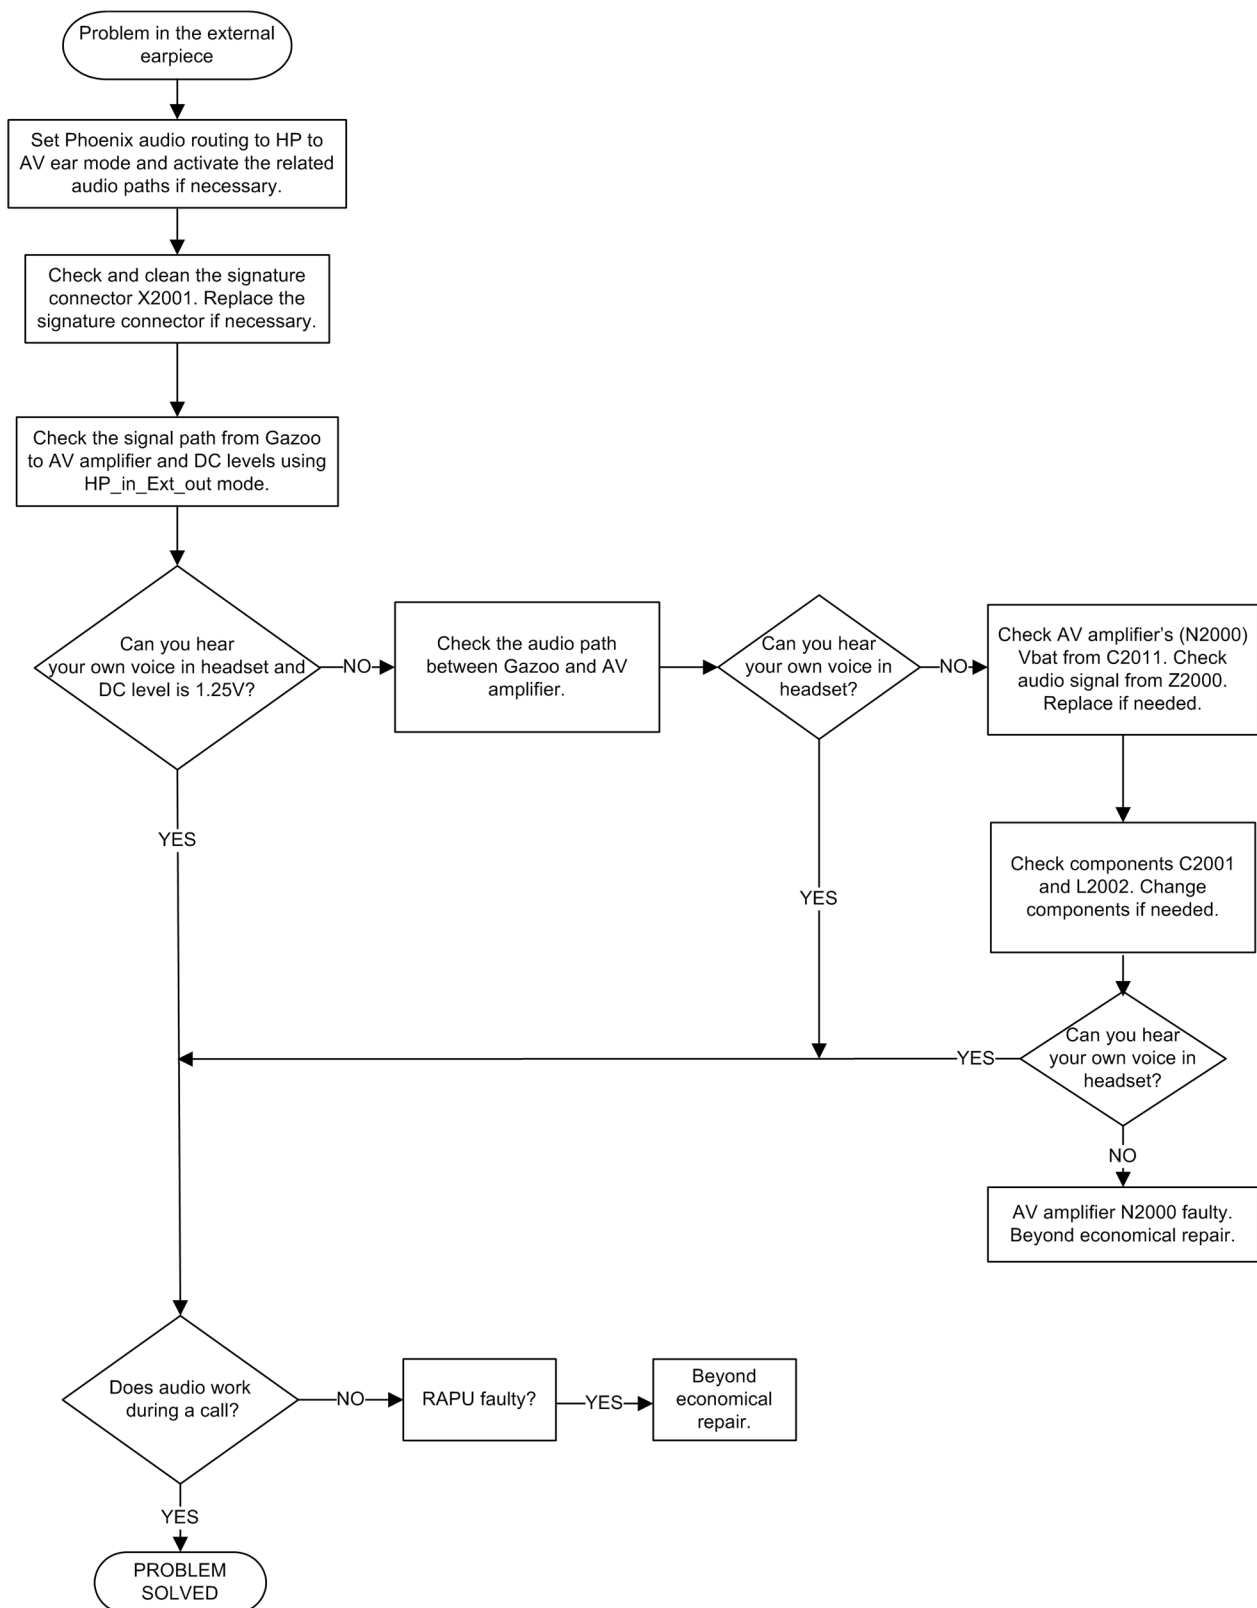 Problem in the external
earpiece
Set Phoenix audio routing to HP to
AV ear mode and activate the related
audio paths if necessary.
Check and clean the signature
connector X2001. Replace the
signature connector if necessary.
Check the signal path from Gazoo
to AV amplifier and DC levels using
HP_in_Ext_out mode.
Can you hear
your own voice in headset and
DC level is 1.25V?
NO
Check the audio path
between Gazoo and AV
amplifier.
Can you hear
your own voice in
headset?
NO
Check AV amplifier's (N2000)
Vbat from C2011. Check
audio signal from Z2000.
Replace if needed.
YES
YES
Check components C2001
and L2002. Change
components if needed.
Can you hear
your own voice in
headset?
YES
NO
AV amplifier N2000 faulty.
Beyond economical repair.
Does audio work
during a call?
NO
RAPU faulty?
YES
Beyond
economical
repair.
YES
PROBLEM
SOLVED